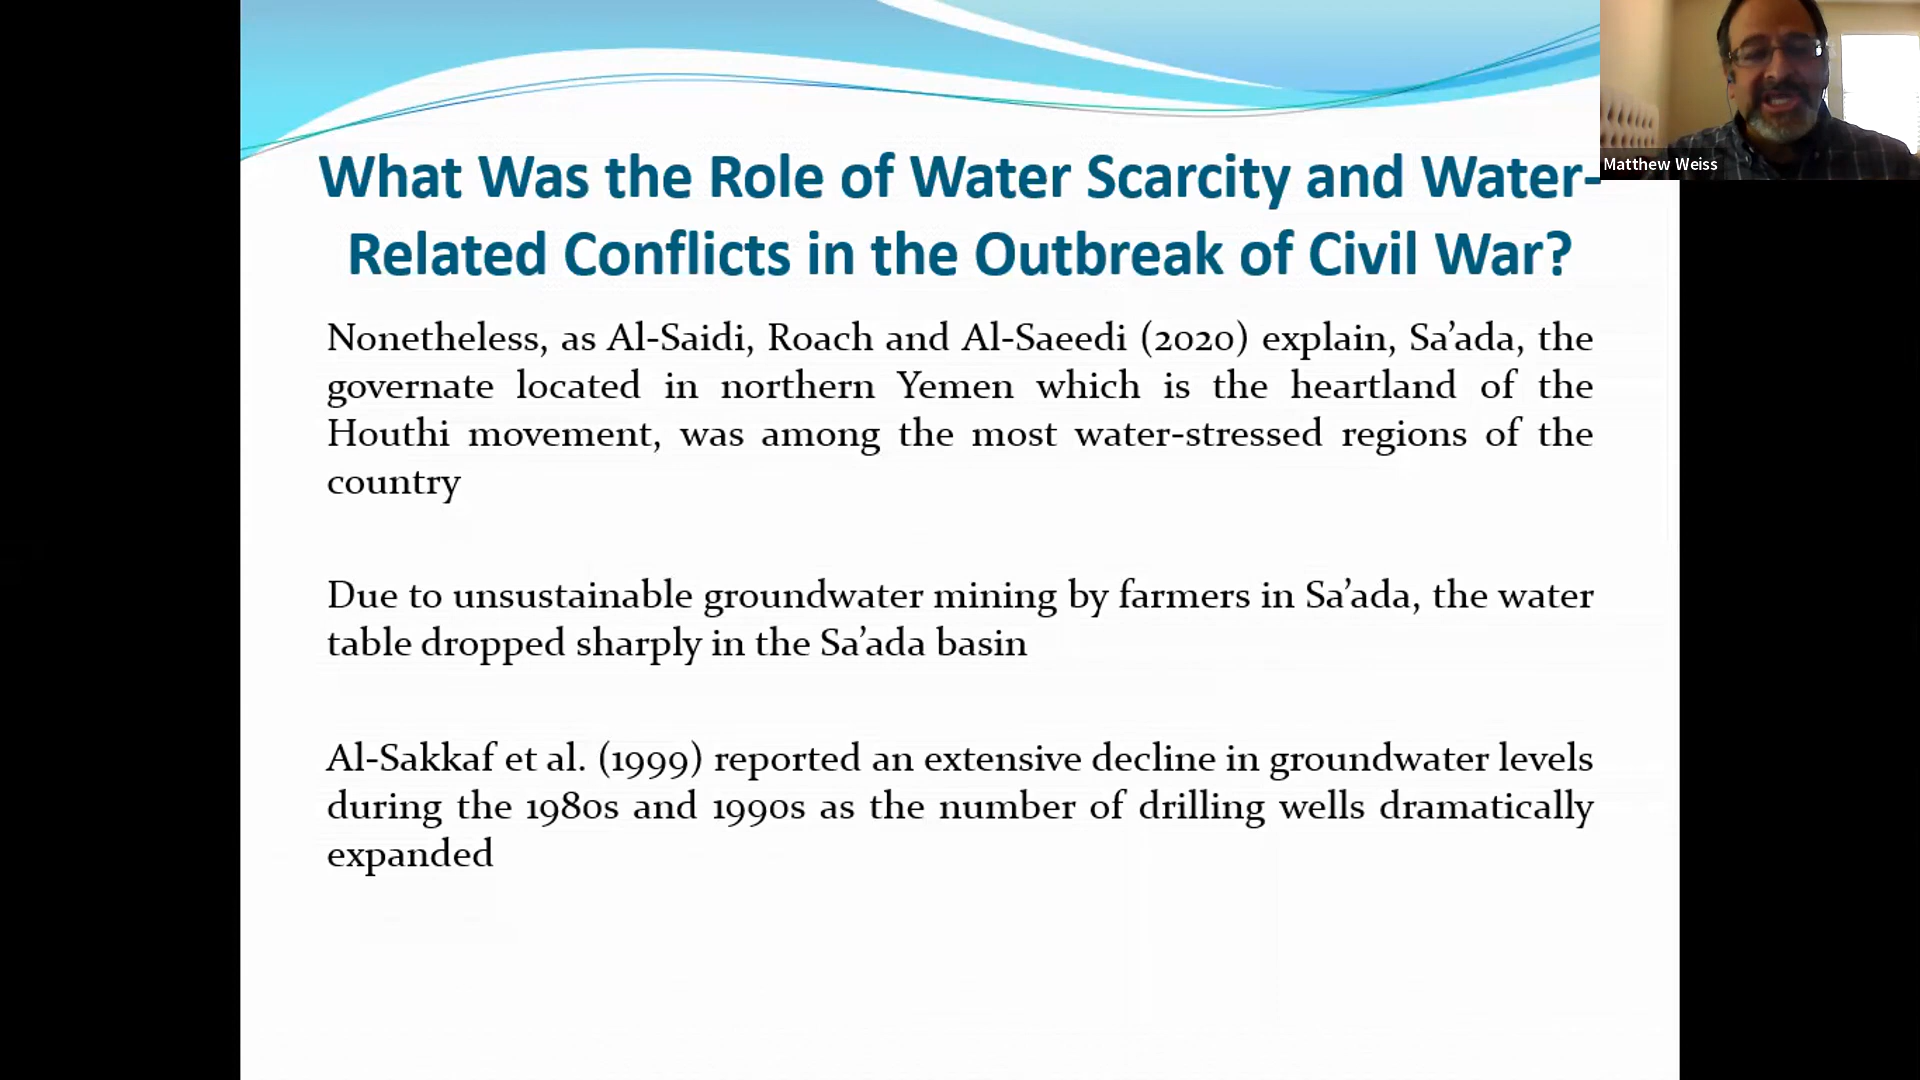 What Was the Role of Water Scarcity and Water-
Related Conflicts in the Outbreak of Civil War?
Matthew Weiss
Nonetheless, as Al-Saidi, Roach and Al-Saeedi (2020) explain, Sa’ada, the
governate located in northern Yemen which is the heartland of the
Houthi movement, was among the most water-stressed regions of the
country
Due to unsustainable groundwater mining by farmers in Sa’ada, the water
table dropped sharply in the Sa’ada basin
Al-Sakkaf et al. (1999) reported an extensive decline in groundwater levels
during the 1980s and 1990s as the number of drilling wells dramatically
expanded